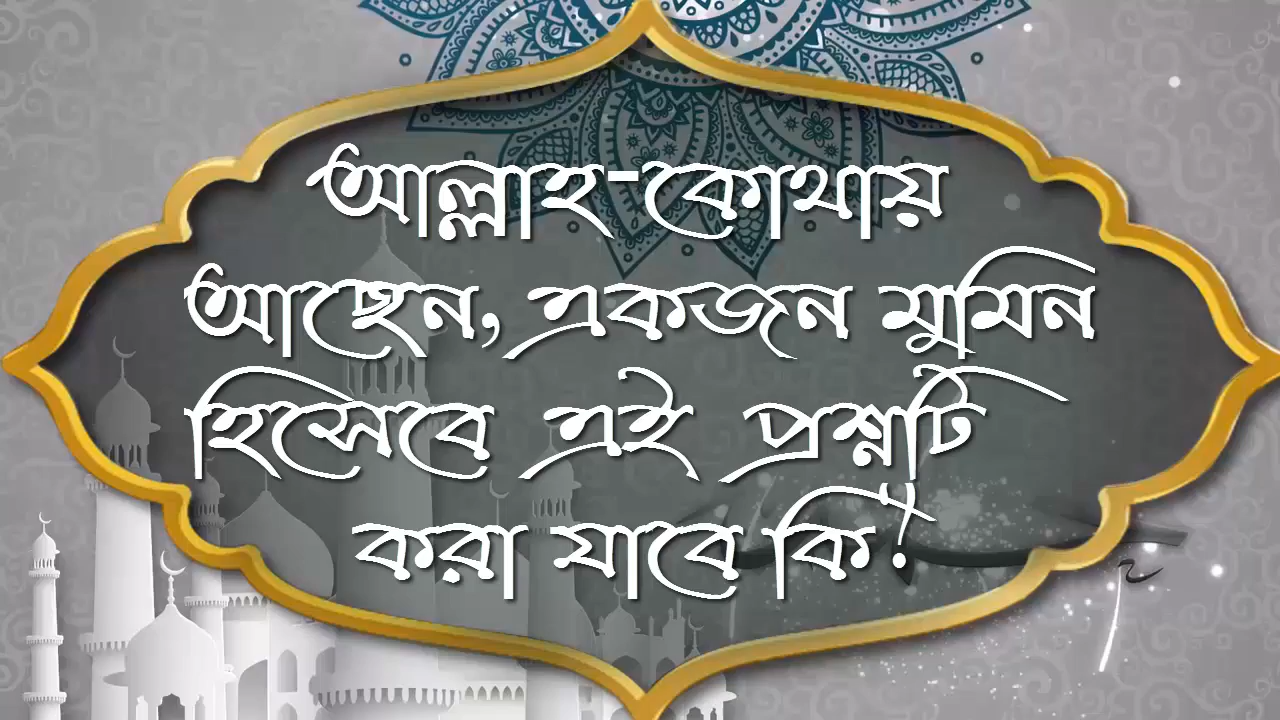 আল্লাহ-কোথায়
আছেন, একজন মুমিন
হিসেবে এই প্রশ্নটি
করা যাবে কি?